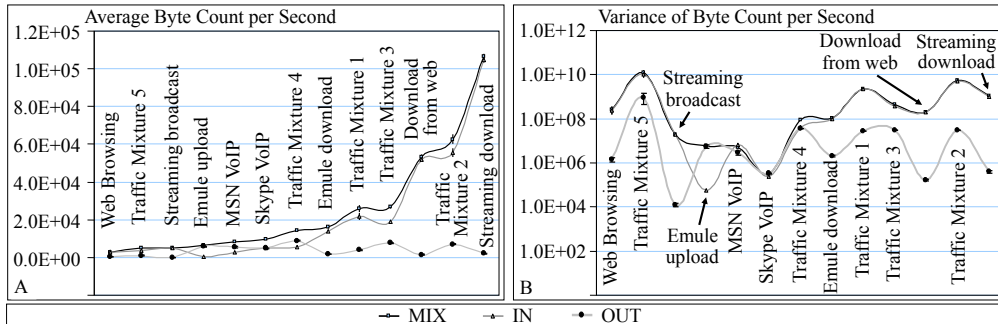 Average Byte Count per Second
1.2E+05
1.0E+05
8.0E+04
6.0E+04
4.0E+04
2.0E+04
0.0E+00
Web Browsing
Traffic Mixture 5
Streaming broadcast
Emule upload
MSN VoIP
Skype VoIP
Traffic Mixture 4
Emule download
Traffic Mixture 1
Traffic Mixture 3
Download
from web
Traffic
Mixture 2
Streaming download
A
Variance of Byte Count per Second
1.0E+12
1.0E+10
1.0E+08
1.0E+06
1.0E+04
1.0E+02
1.0E+00
Web Browsing
Traffic Mixture 5
Streaming
broadcast
Emule
upload
MSN VoIP
Skype VoIP
Traffic Mixture 4
Emule download
Traffic Mixture 1
Traffic Mixture 3
Download
from web
Traffic Mixture 2
Streaming
download
B
MIX
IN
OUT